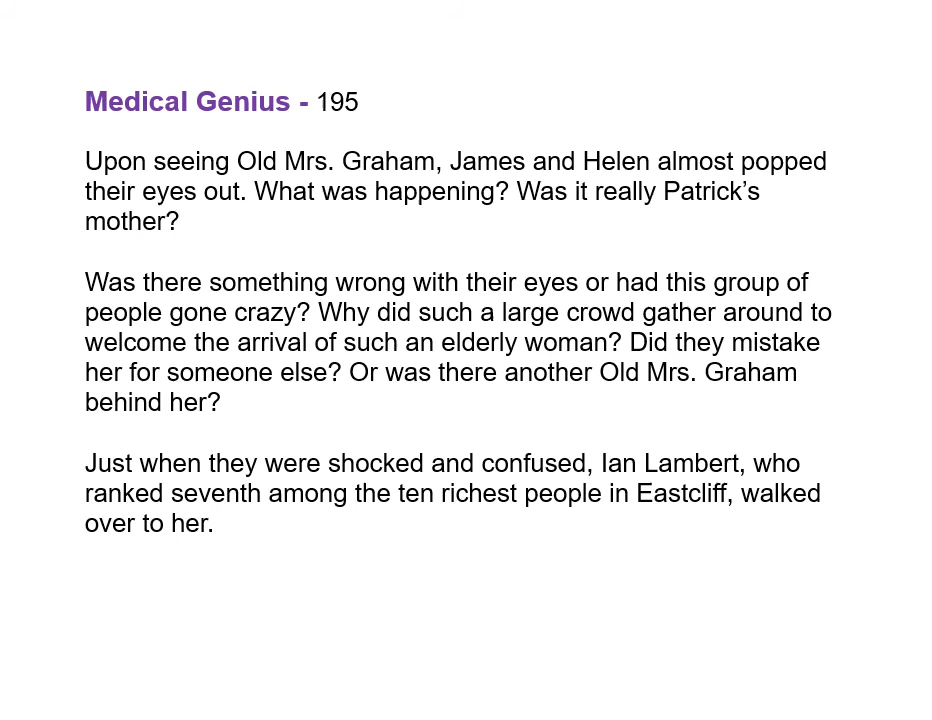 Medical Genius - 195
Upon seeing Old Mrs. Graham, James and Helen almost popped
their eyes out. What was happening? Was it really Patrick’s
mother?
Was there something wrong with their eyes or had this group of
people gone crazy? Why did such a large crowd gather around to
welcome the arrival of such an elderly woman? Did they mistake
her for someone else? Or was there another Old Mrs. Graham
behind her?
Just when they were shocked and confused, Ian Lambert, who
ranked seventh among the ten richest people in Eastcliff, walked
over to her.